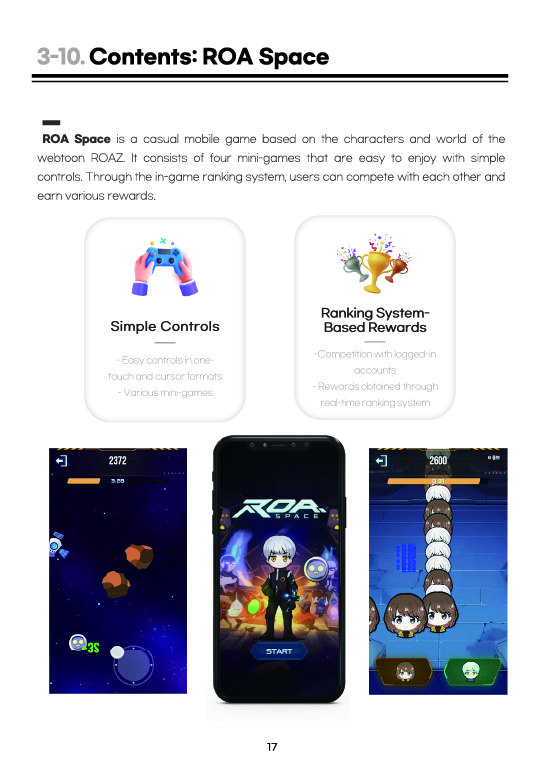 3-10. Contents: ROA Space
ROA Space is a casual mobile game based on the characters and world of the
webtoon ROAZ. It consists of four mini-games that are easy to enjoy with simple
controls. Through the in-game ranking system, users can compete with each other and
earn various rewards.
Simple Controls
- Easy controls in one-
touch and cursor formats
- Various mini-games
Ranking System-
Based Rewards
-Competition with logged-in
accounts
- Rewards obtained through
real-time ranking system
2372
3.28
-3S
ROA
SPACE
START
2600
17